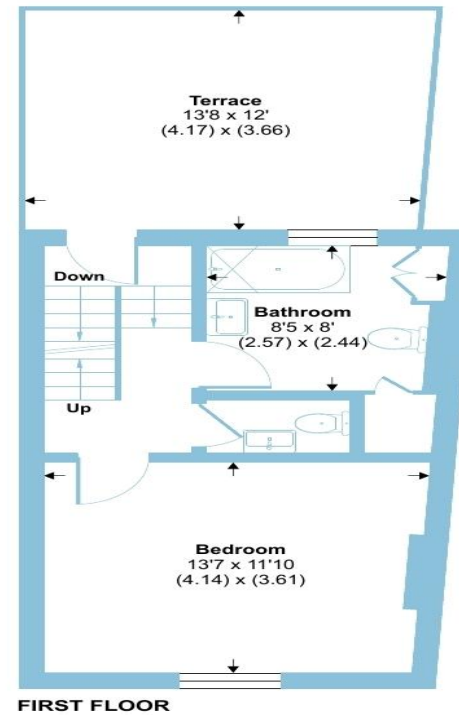 Terrace
13'8 x 12'
(4.17) x (3.66)
Down
Bathroom
8'5 x 8'
(2.57) x (2.44)
Up
Bedroom
13'7 x 11'10
(4.14) x (3.61)
FIRST FLOOR